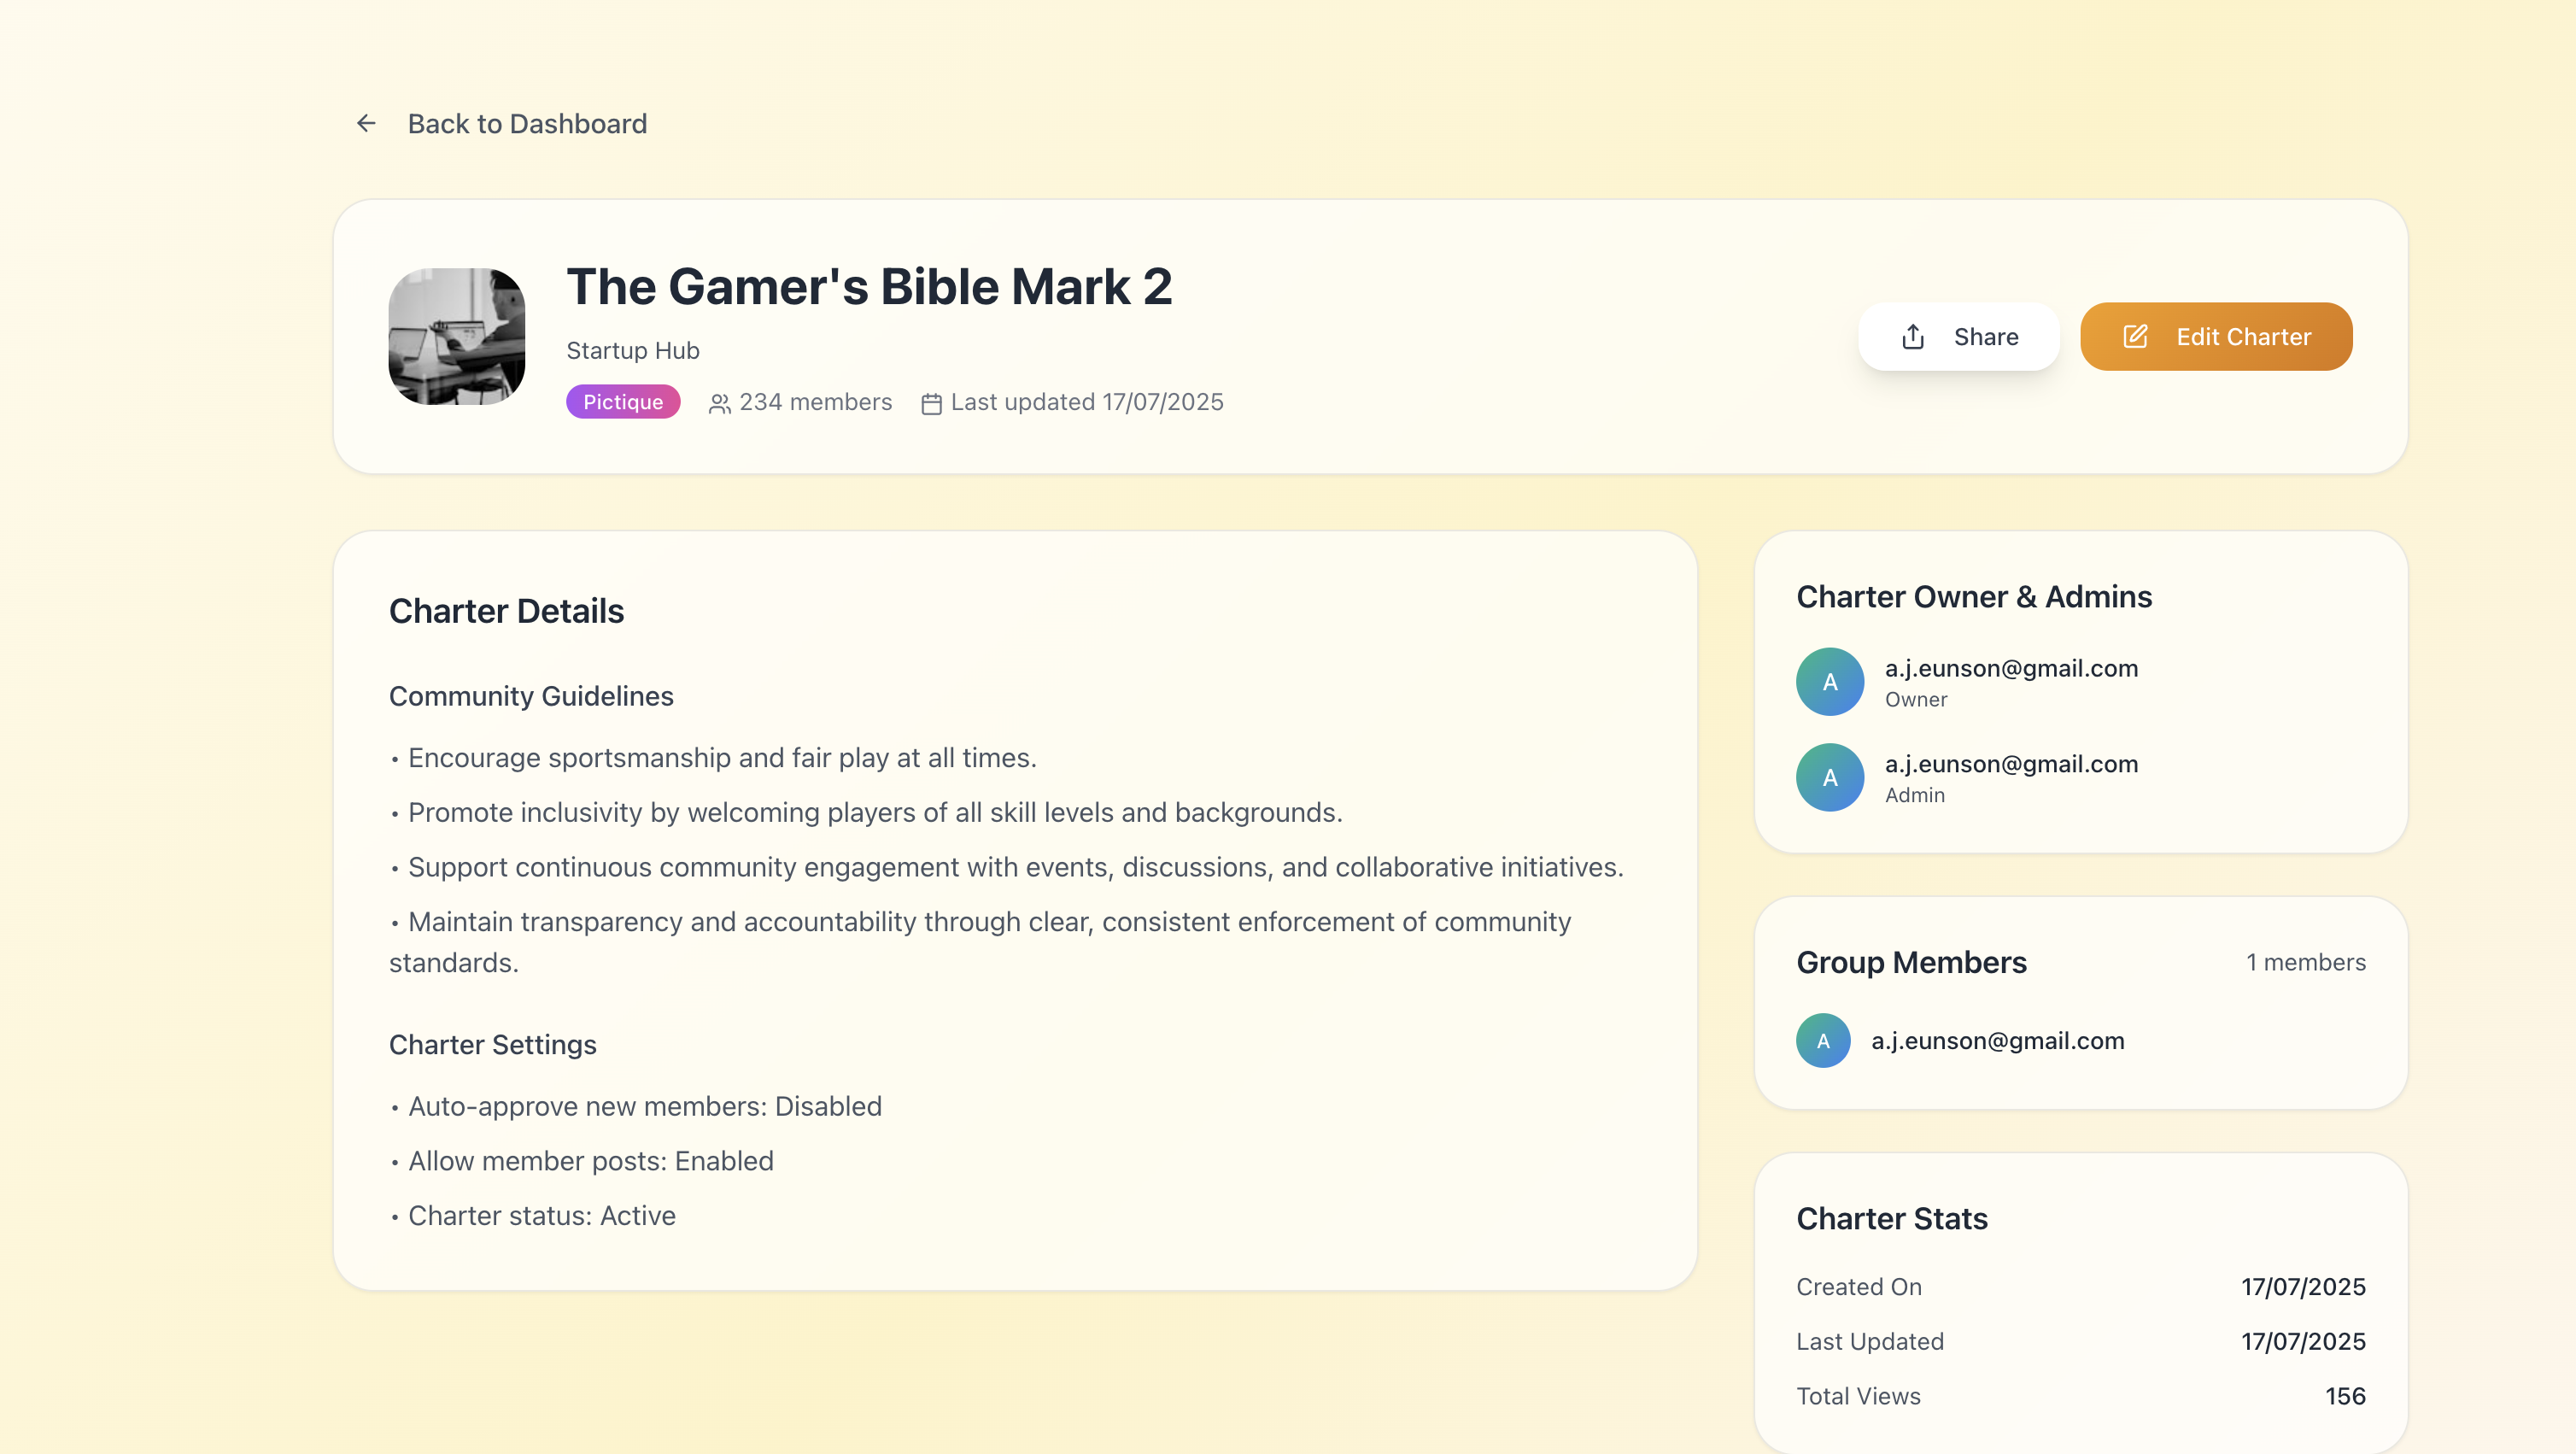 Back to Dashboard
The Gamer's Bible Mark 2
Startup Hub
Pictique
234 members
Last updated 17/07/2025
Share
Edit Charter
Charter Details
Community Guidelines
• Encourage sportsmanship and fair play at all times.
• Promote inclusivity by welcoming players of all skill levels and backgrounds.
• Support continuous community engagement with events, discussions, and collaborative initiatives.
• Maintain transparency and accountability through clear, consistent enforcement of community
standards.
Charter Settings
• Auto-approve new members: Disabled
• Allow member posts: Enabled
• Charter status: Active
Charter Owner & Admins
A
a.j.eunson@gmail.com
Owner
A
a.j.eunson@gmail.com
Admin
Group Members
1 members
A
a.j.eunson@gmail.com
Charter Stats
Created On 17/07/2025
Last Updated 17/07/2025
Total Views 156